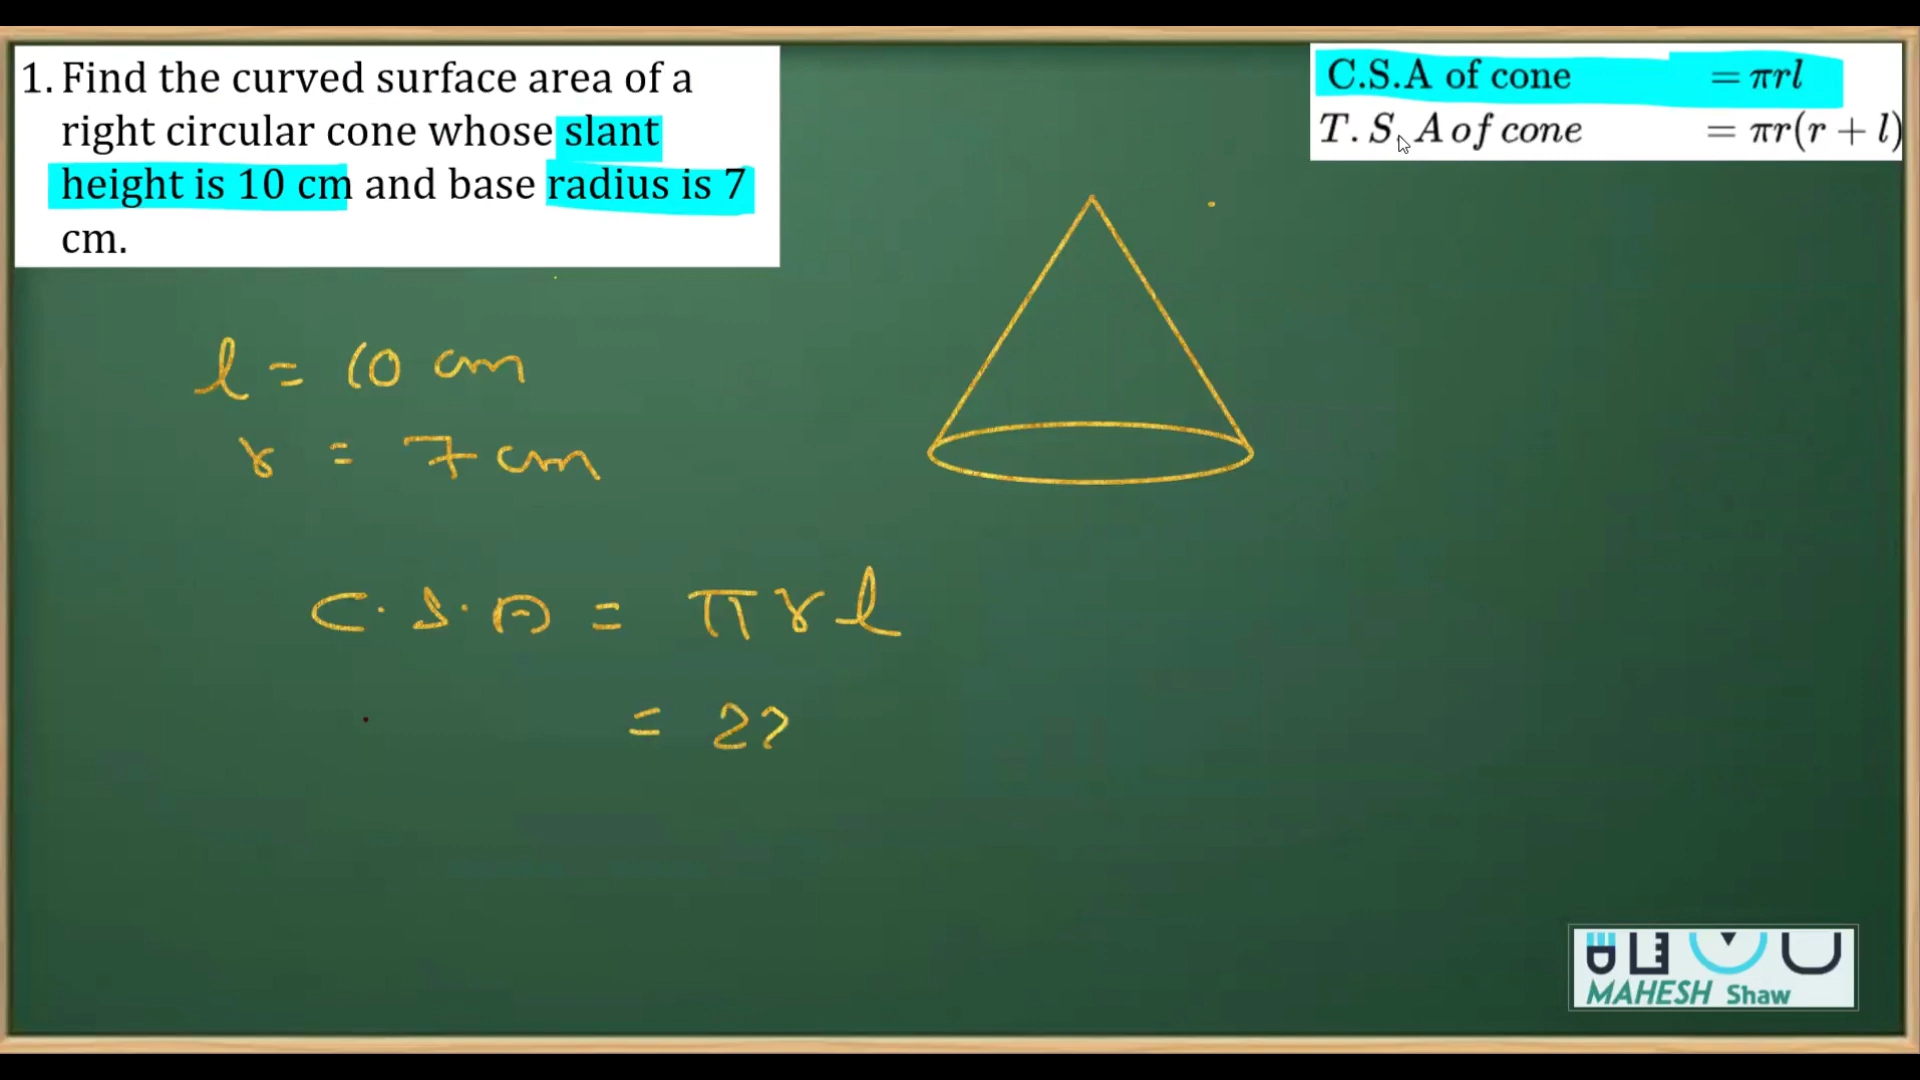 1. Find the curved surface area of a
right circular cone whose slant
height is 10 cm and base radius is 7
cm.
C.S.A of cone = πrl
T.S.A of cone = πr(r + l)
l = 10 cm
r = 7 cm
C.S.A = πrl
= 22
MAHESH Shaw